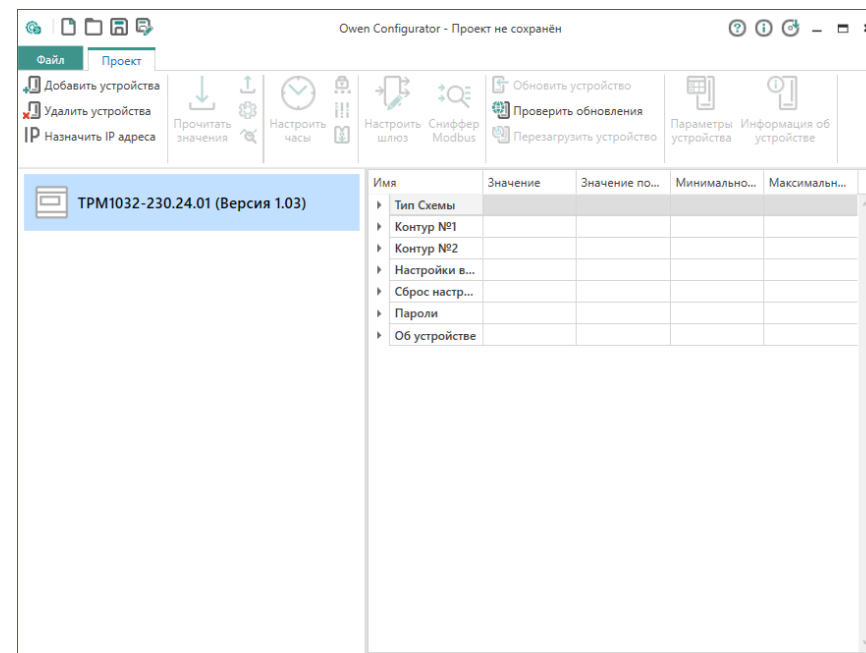 Owen Configurator - Проект не сохранён
Файл
Проект
Добавить устройства
Удалить устройства
IP Назначить IP адреса
Прочитать
значения
Настроить
часы
Настроить
шлюз
Сниффер
Modbus
Обновить устройство
Проверить обновления
Перезагрузить устройство
Параметры
устройства
Информация об
устройстве
ТРМ1032-230.24.01 (Версия 1.03)
Имя
Значение
Значение по...
Минимально...
Максимальн...
Тип Схемы
Контур №1
Контур №2
Настройки в...
Сброс настр...
Пароли
Об устройстве